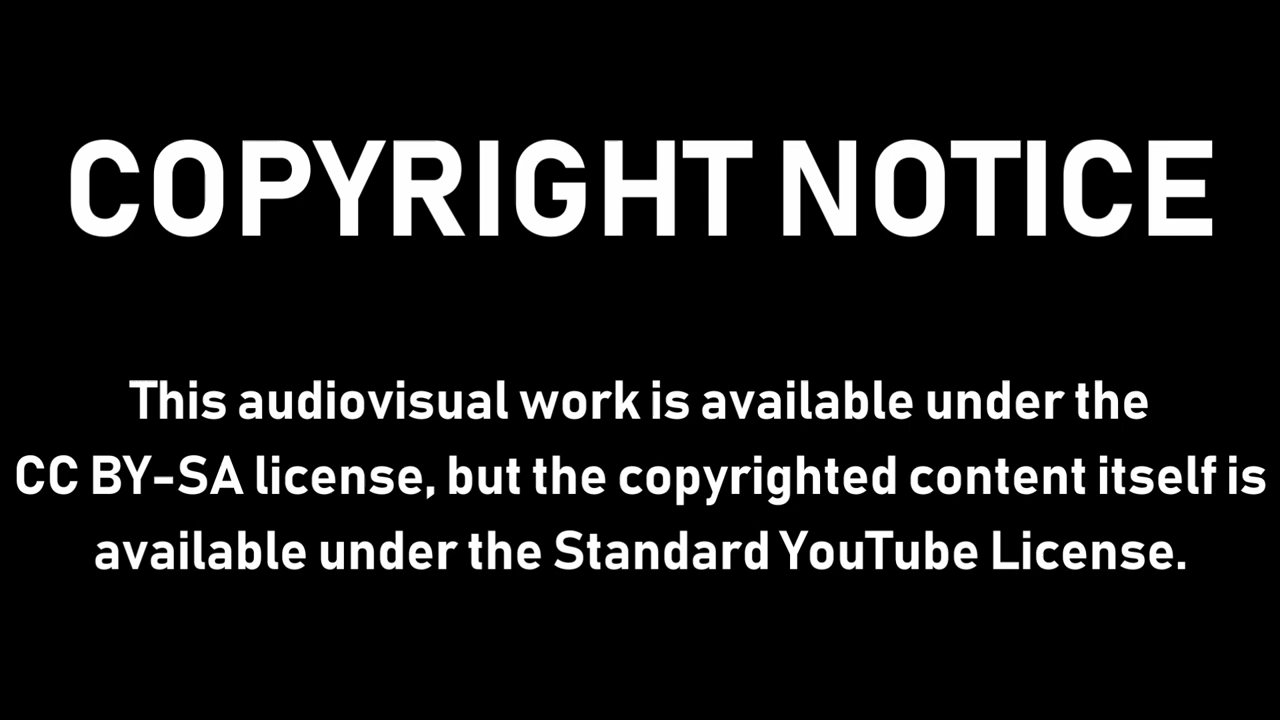 COPYRIGHT NOTICE
This audiovisual work is available under the
CC BY-SA license, but the copyrighted content itself is
available under the Standard YouTube License.